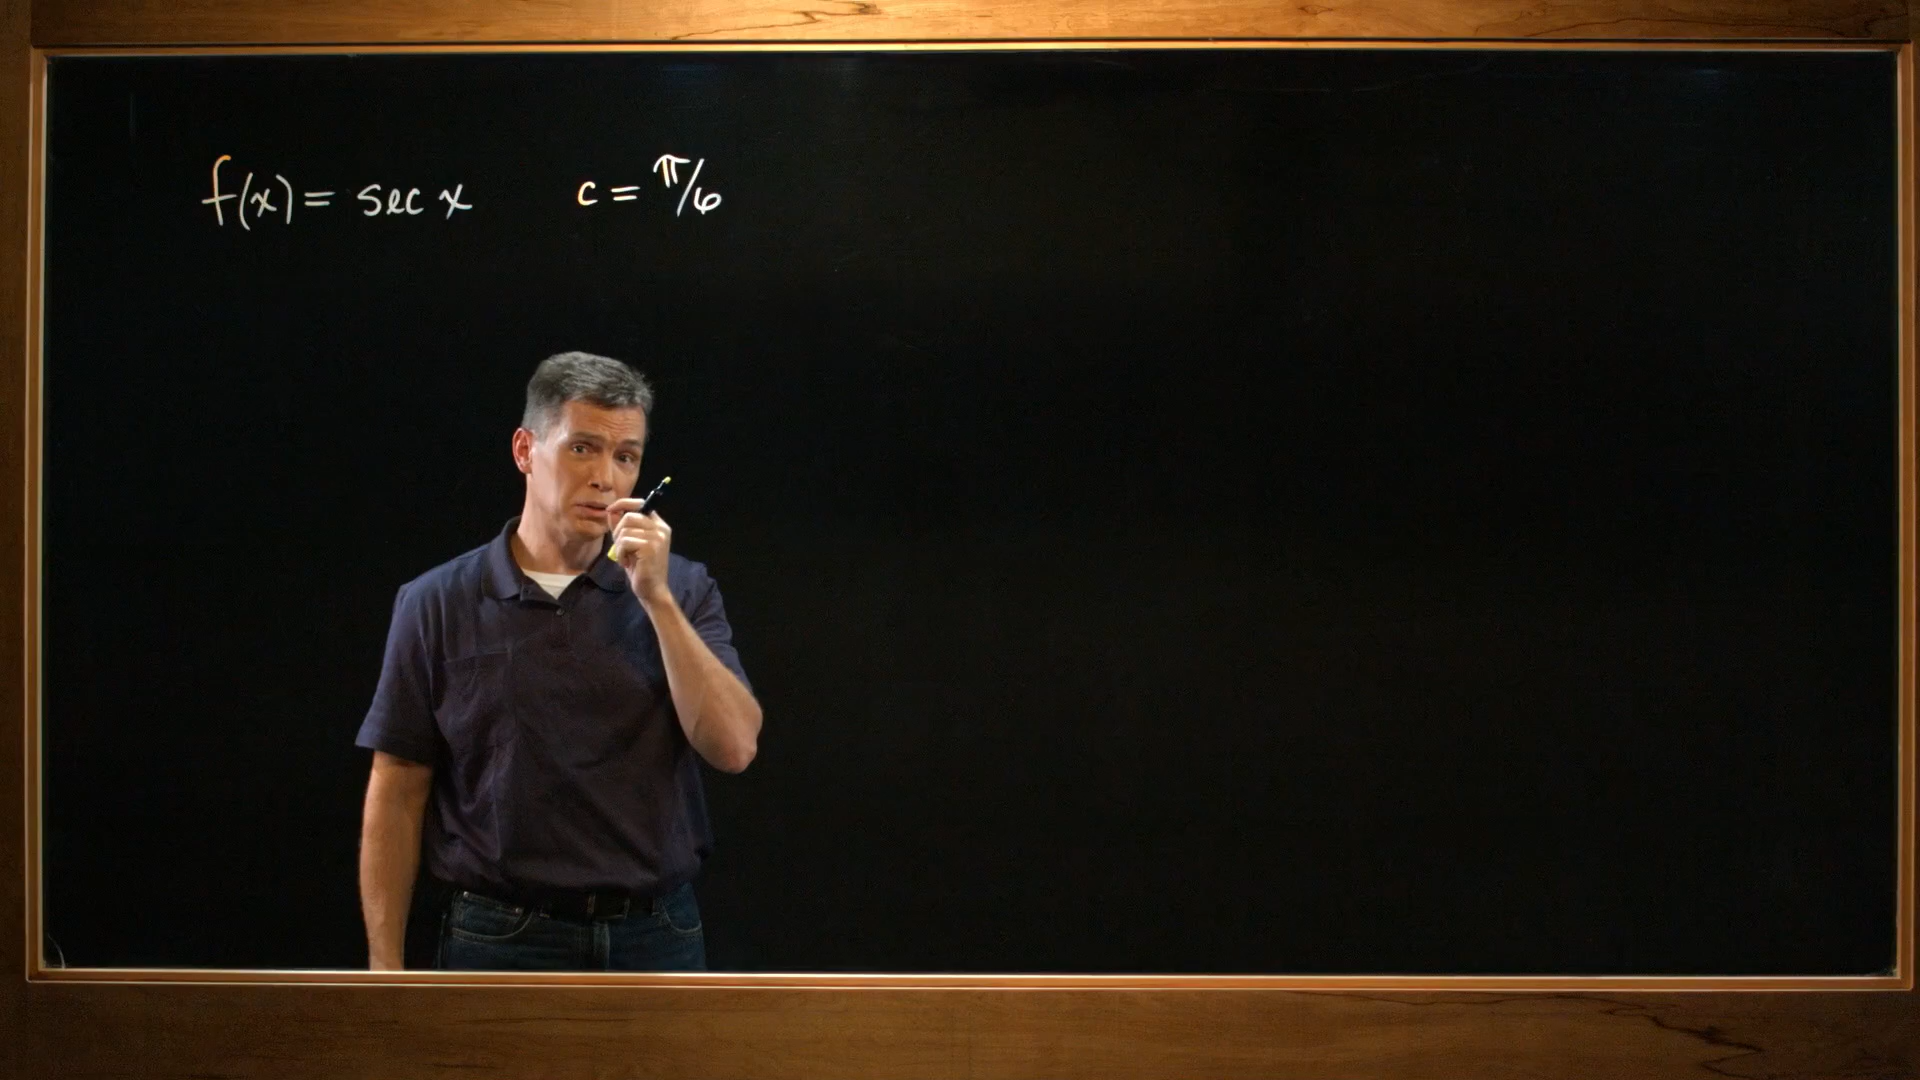 f(x) = sec x c = π/6